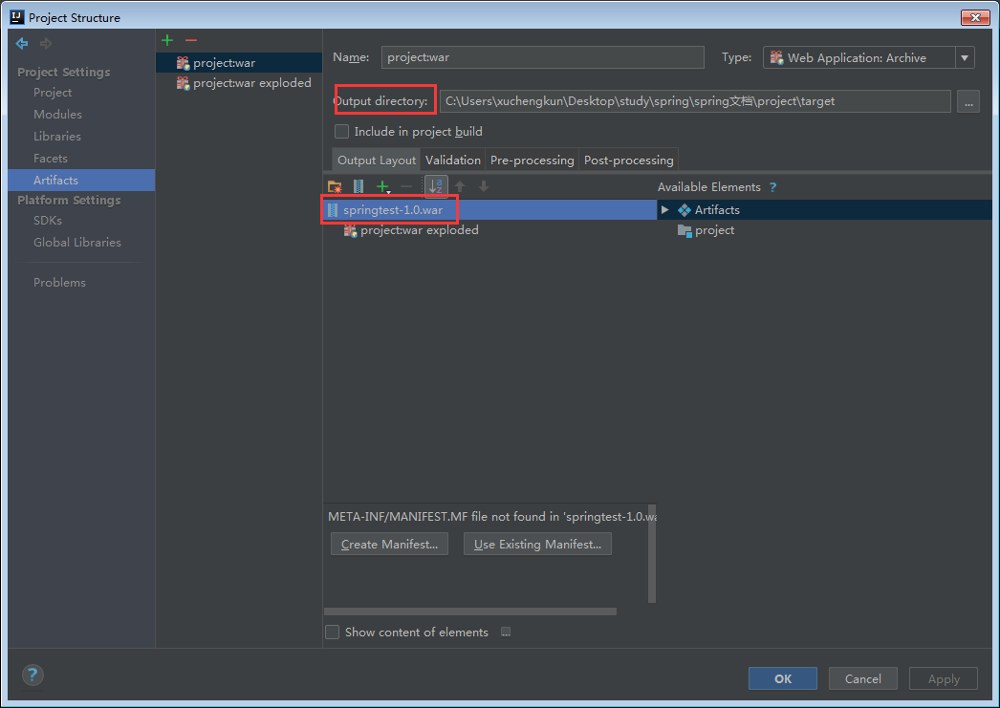 Project Structure
Project Settings
Project
Modules
Libraries
Facets
Artifacts
Platform Settings
SDKs
Global Libraries
Problems
project:war
project:war exploded
Name: project:war Type: Web Application: Archive
Output directory: C:\Users\xuchengkun\Desktop\study\spring\spring文档\project\target ...
Include in project build
Output Layout Validation Pre-processing Post-processing
Available Elements ?
springtest-1.0.war
project:war exploded
Artifacts
project
META-INF/MANIFEST.MF file not found in 'springtest-1.0.wa
Create Manifest... Use Existing Manifest...
Show content of elements ...
? OK Cancel Apply